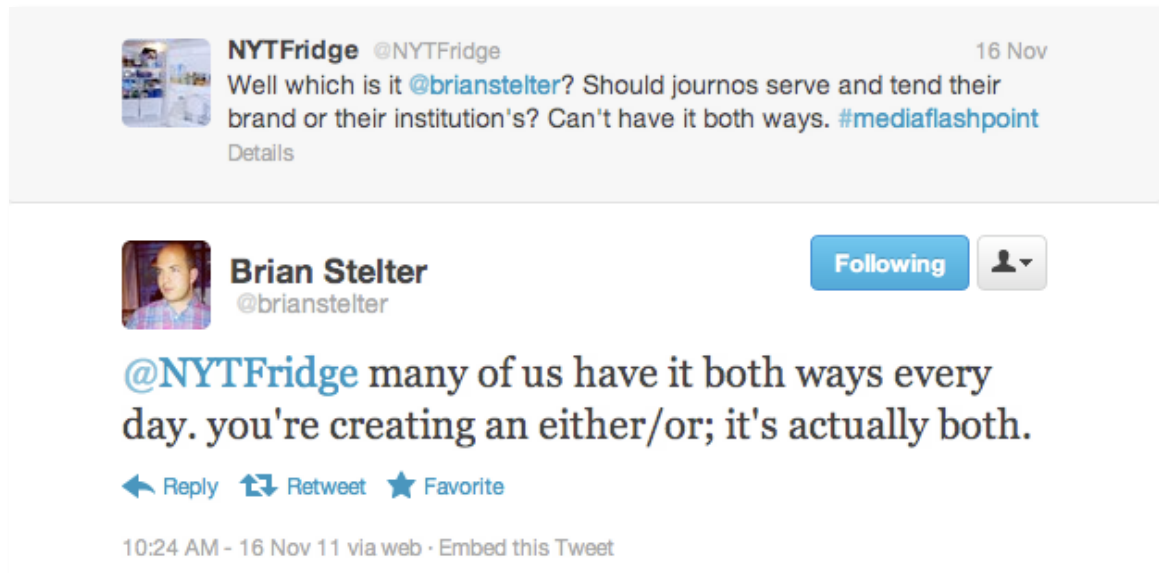 NYTFridge @NYTFridge 16 Nov
Well which is it @brianstelter? Should journos serve and tend their
brand or their institution's? Can't have it both ways. #mediaflashpoint
Details
Brian Stelter
Following
@brianstelter
@NYTFridge many of us have it both ways every
day. you're creating an either/or; it's actually both.
Reply Retweet Favorite
10:24 AM - 16 Nov 11 via web · Embed this Tweet